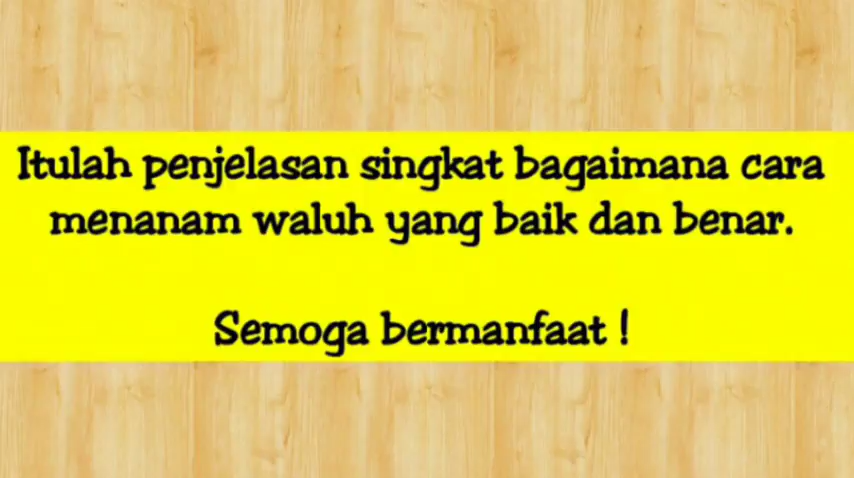 Itulah penjelasan singkat bagaimana cara
menanam waluh yang baik dan benar.
Semoga bermanfaat !